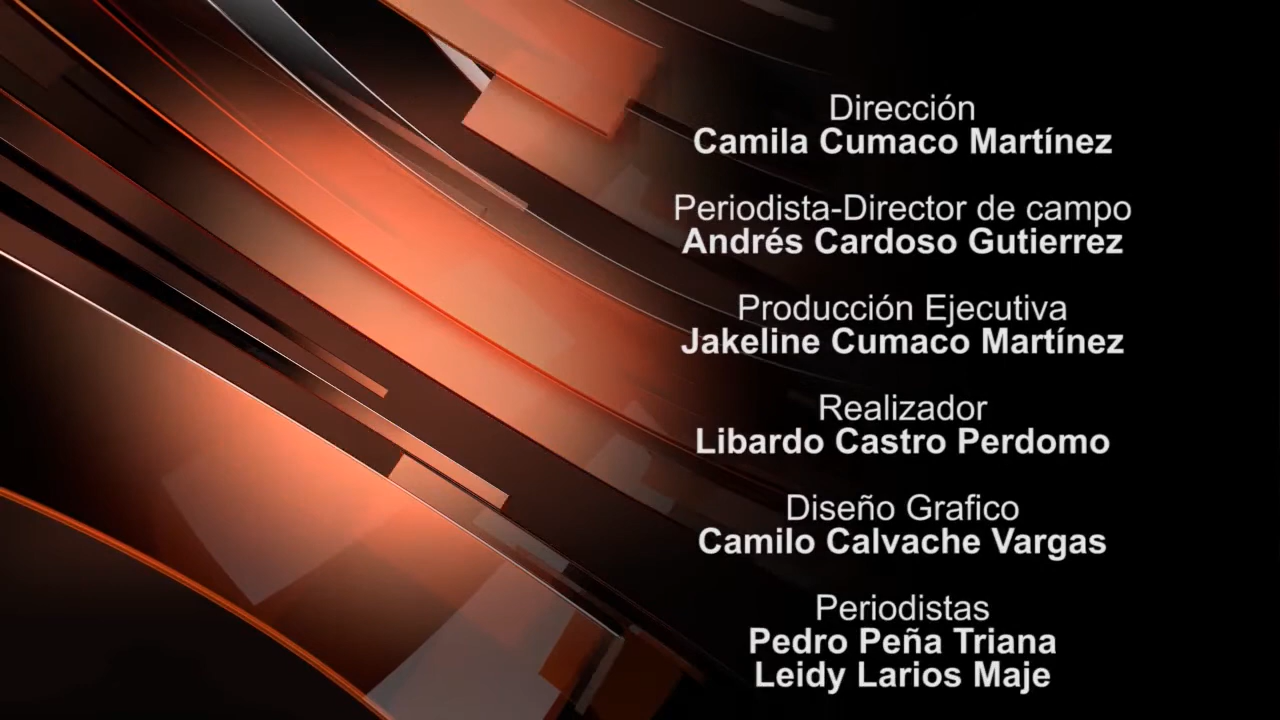 Dirección
Camila Cumaco Martínez
Periodista-Director de campo
Andrés Cardoso Gutierrez
Producción Ejecutiva
Jakeline Cumaco Martínez
Realizador
Libardo Castro Perdomo
Diseño Grafico
Camilo Calvache Vargas
Periodistas
Pedro Peña Triana
Leidy Larios Maje